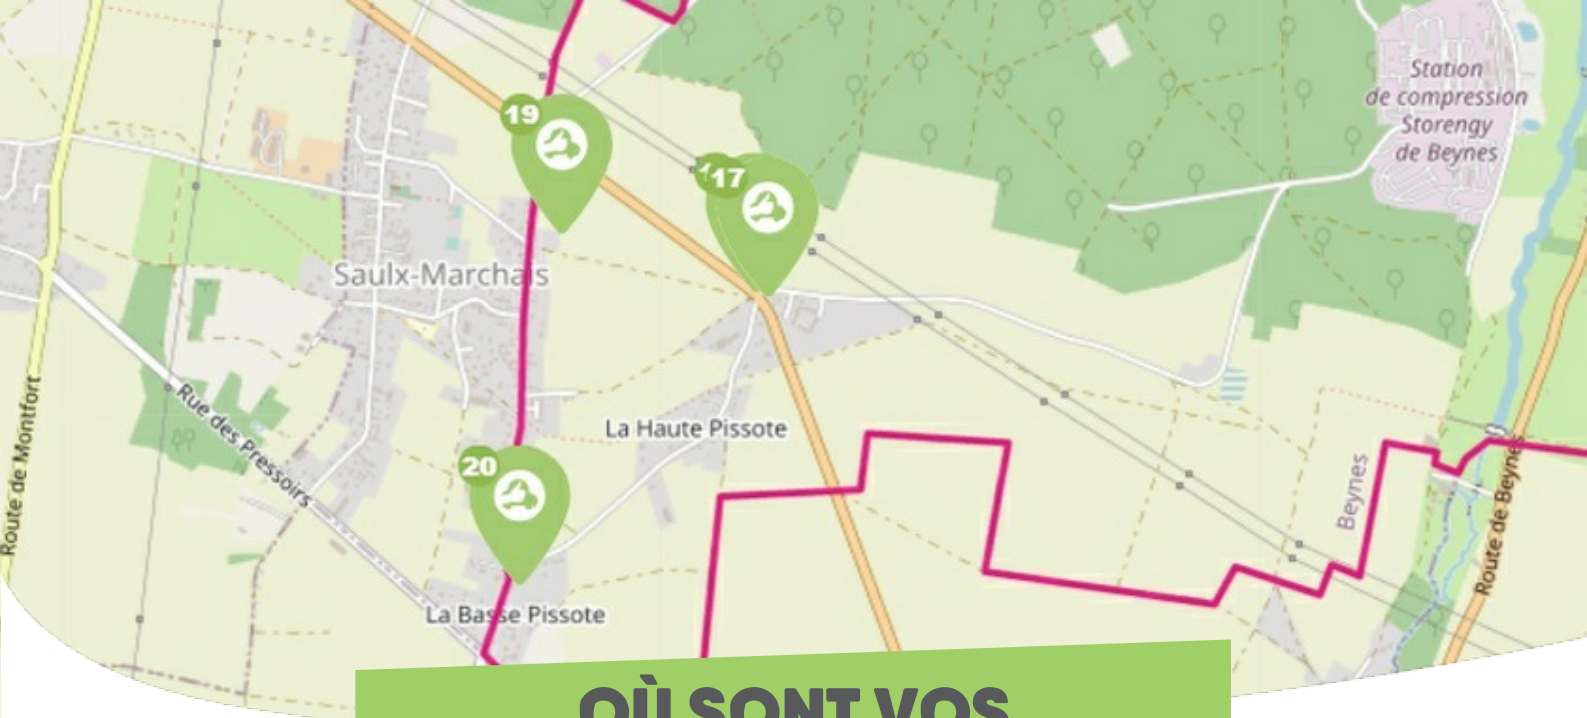 Station
de compression
Storengy
de Beynes
19
17
Saulx-Marchais
Route de Montfort
Rue des Pressoirs
La Haute Pissote
20
Beynes
Route de Beynes
La Basse Pissote
OÙ SONT VOS